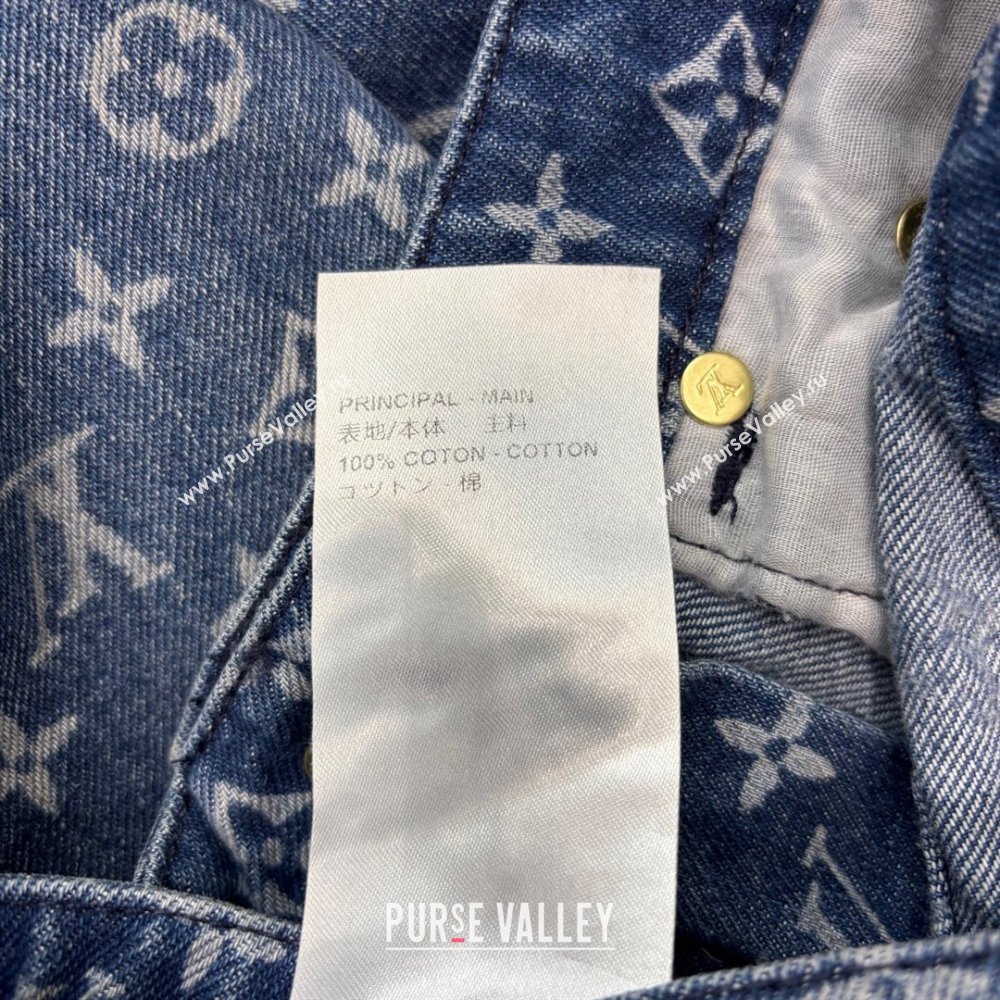 PRINCIPAL MAIN
表地/本体 主料
100% COTON - COTTON
コットン - 棉
www.PurseValley.ru
www.PurseValley.ru
PURSE VALLEY